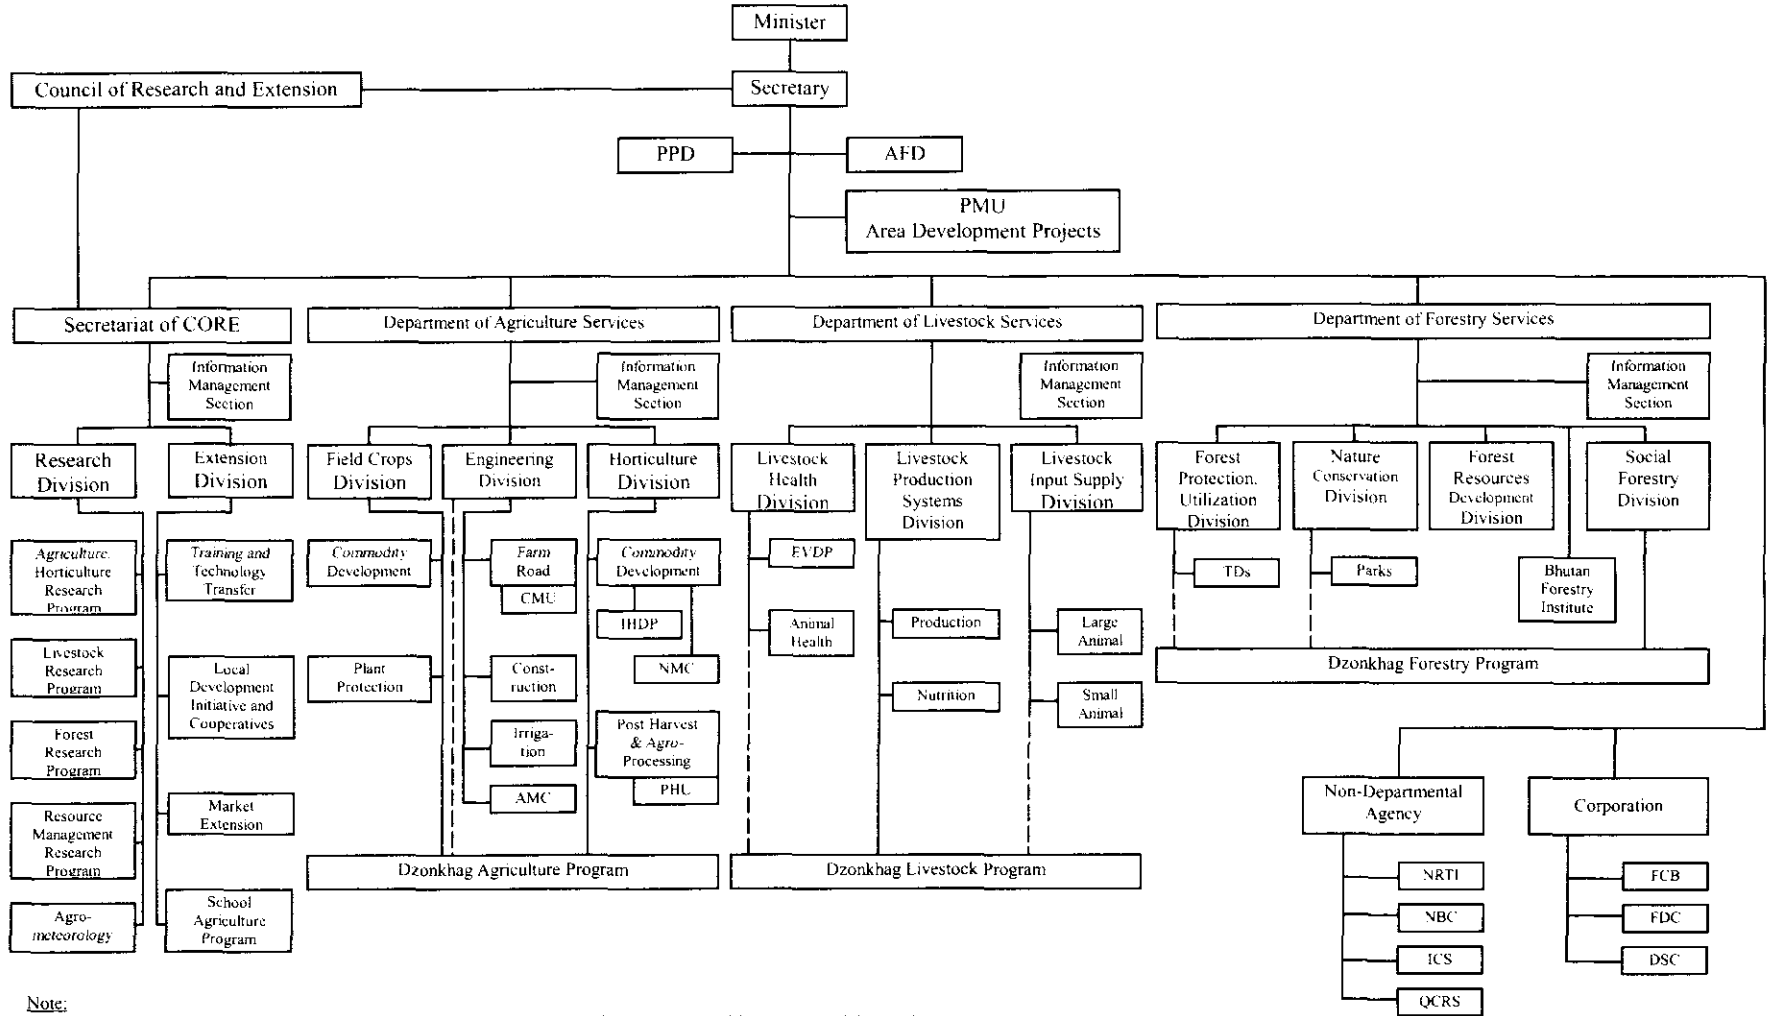 Minister
Council of Research and Extension
Secretary
PPD
AFD
PMU
Area Development Projects
Secretariat of CORE
Department of Agriculture Services
Department of Livestock Services
Department of Forestry Services
Information
Management
Section
Information
Management
Section
Information
Management
Section
Information
Management
Section
Research
Division
Extension
Division
Field Crops
Division
Engineering
Division
Horticulture
Division
Livestock
Health
Division
Livestock
Production
Systems
Division
Livestock
Input Supply
Division
Forest
Protection.
Utilization
Division
Nature
Conservation
Division
Forest
Resources
Development
Division
Social
Forestry
Division
Agriculture.
Horticulture
Research
Program
Training and
Technology
Transfer
Commodity
Development
Farm
Road
CMU
Commodity
Development
IHDP
NMC
EVDP
Animal
Health
Production
Nutrition
Large
Animal
Small
Animal
TDs
Parks
Bhutan
Forestry
Institute
Dzonkhag Forestry Program
Livestock
Research
Program
Local
Development
Initiative and
Cooperatives
Plant
Protection
Const-
ruction
Irriga-
tion
AMC
Post Harvest
& Agro-
Processing
PHU
Forest
Research
Program
Resource
Management
Research
Program
Market
Extension
Agro-
meteorology
School
Agriculture
Program
Dzonkhag Agriculture Program
Dzonkhag Livestock Program
Non-Departmental
Agency
Corporation
NRTI
NBC
ICS
QCRS
FCB
FDC
DSC
Note: